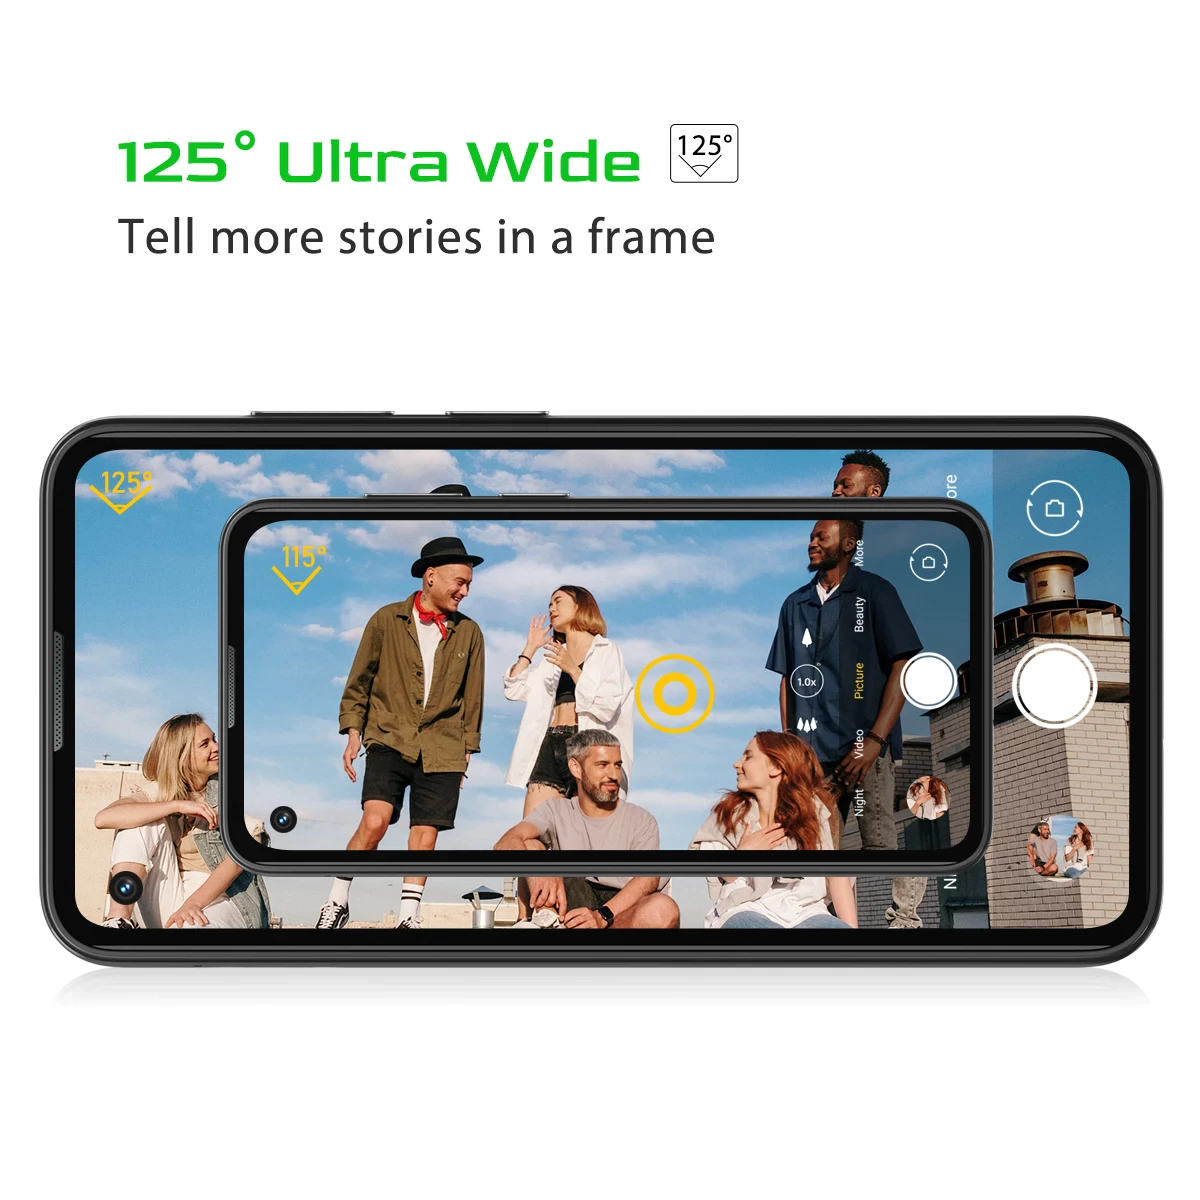 125° Ultra Wide
125°
Tell more stories in a frame
125°
115°
ore
More
Beauty
Picture
1.0x
Video
Night
N